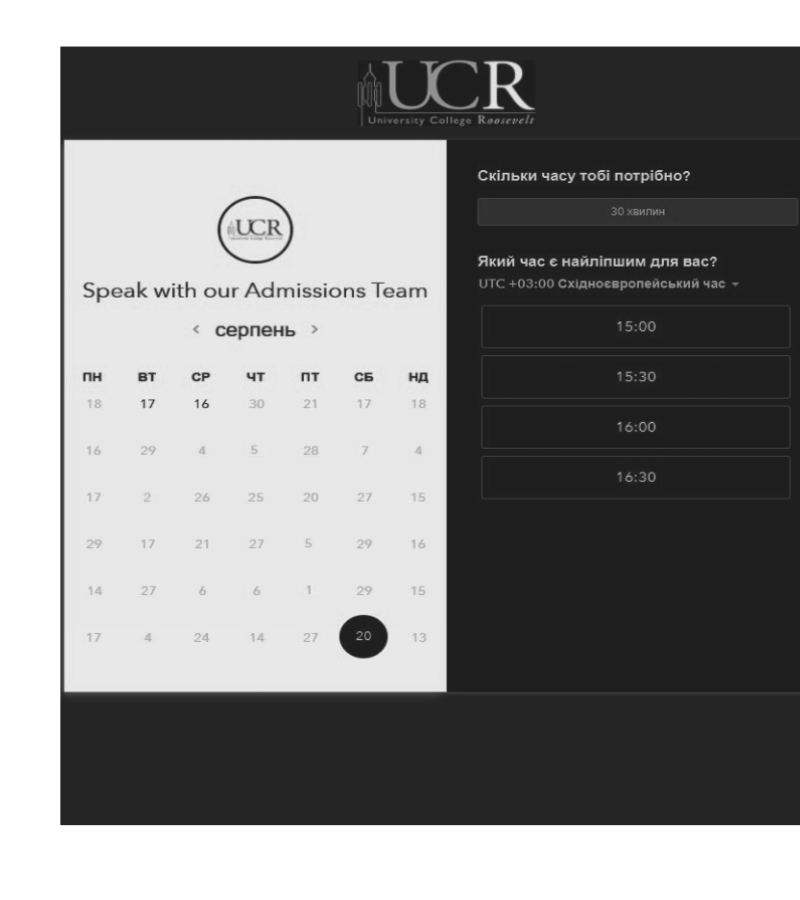 UCR
University College Roosevelt
UCR
Speak with our Admissions Team
< серпень >
ПН ВТ СР ЧТ ПТ СБ НД
18 17 16 30 21 17 18
16 29 4 5 28 7 4
17 2 26 25 20 27 15
29 17 21 27 5 29 16
14 27 6 6 1 29 15
17 4 24 14 27 20 13
Скільки часу тобі потрібно?
30 хвилин
Який час є найліпшим для вас?
UTC +03:00 Східноєвропейський час
15:00
15:30
16:00
16:30